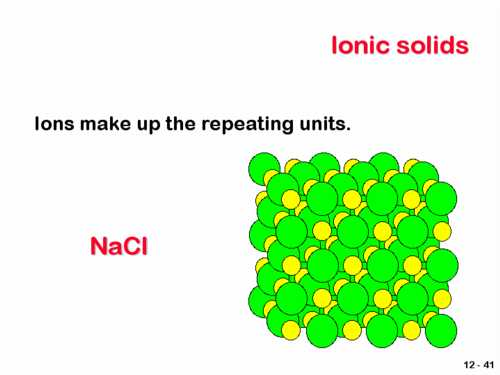 Ionic solids
Ions make up the repeating units.
NaCl
12 - 41